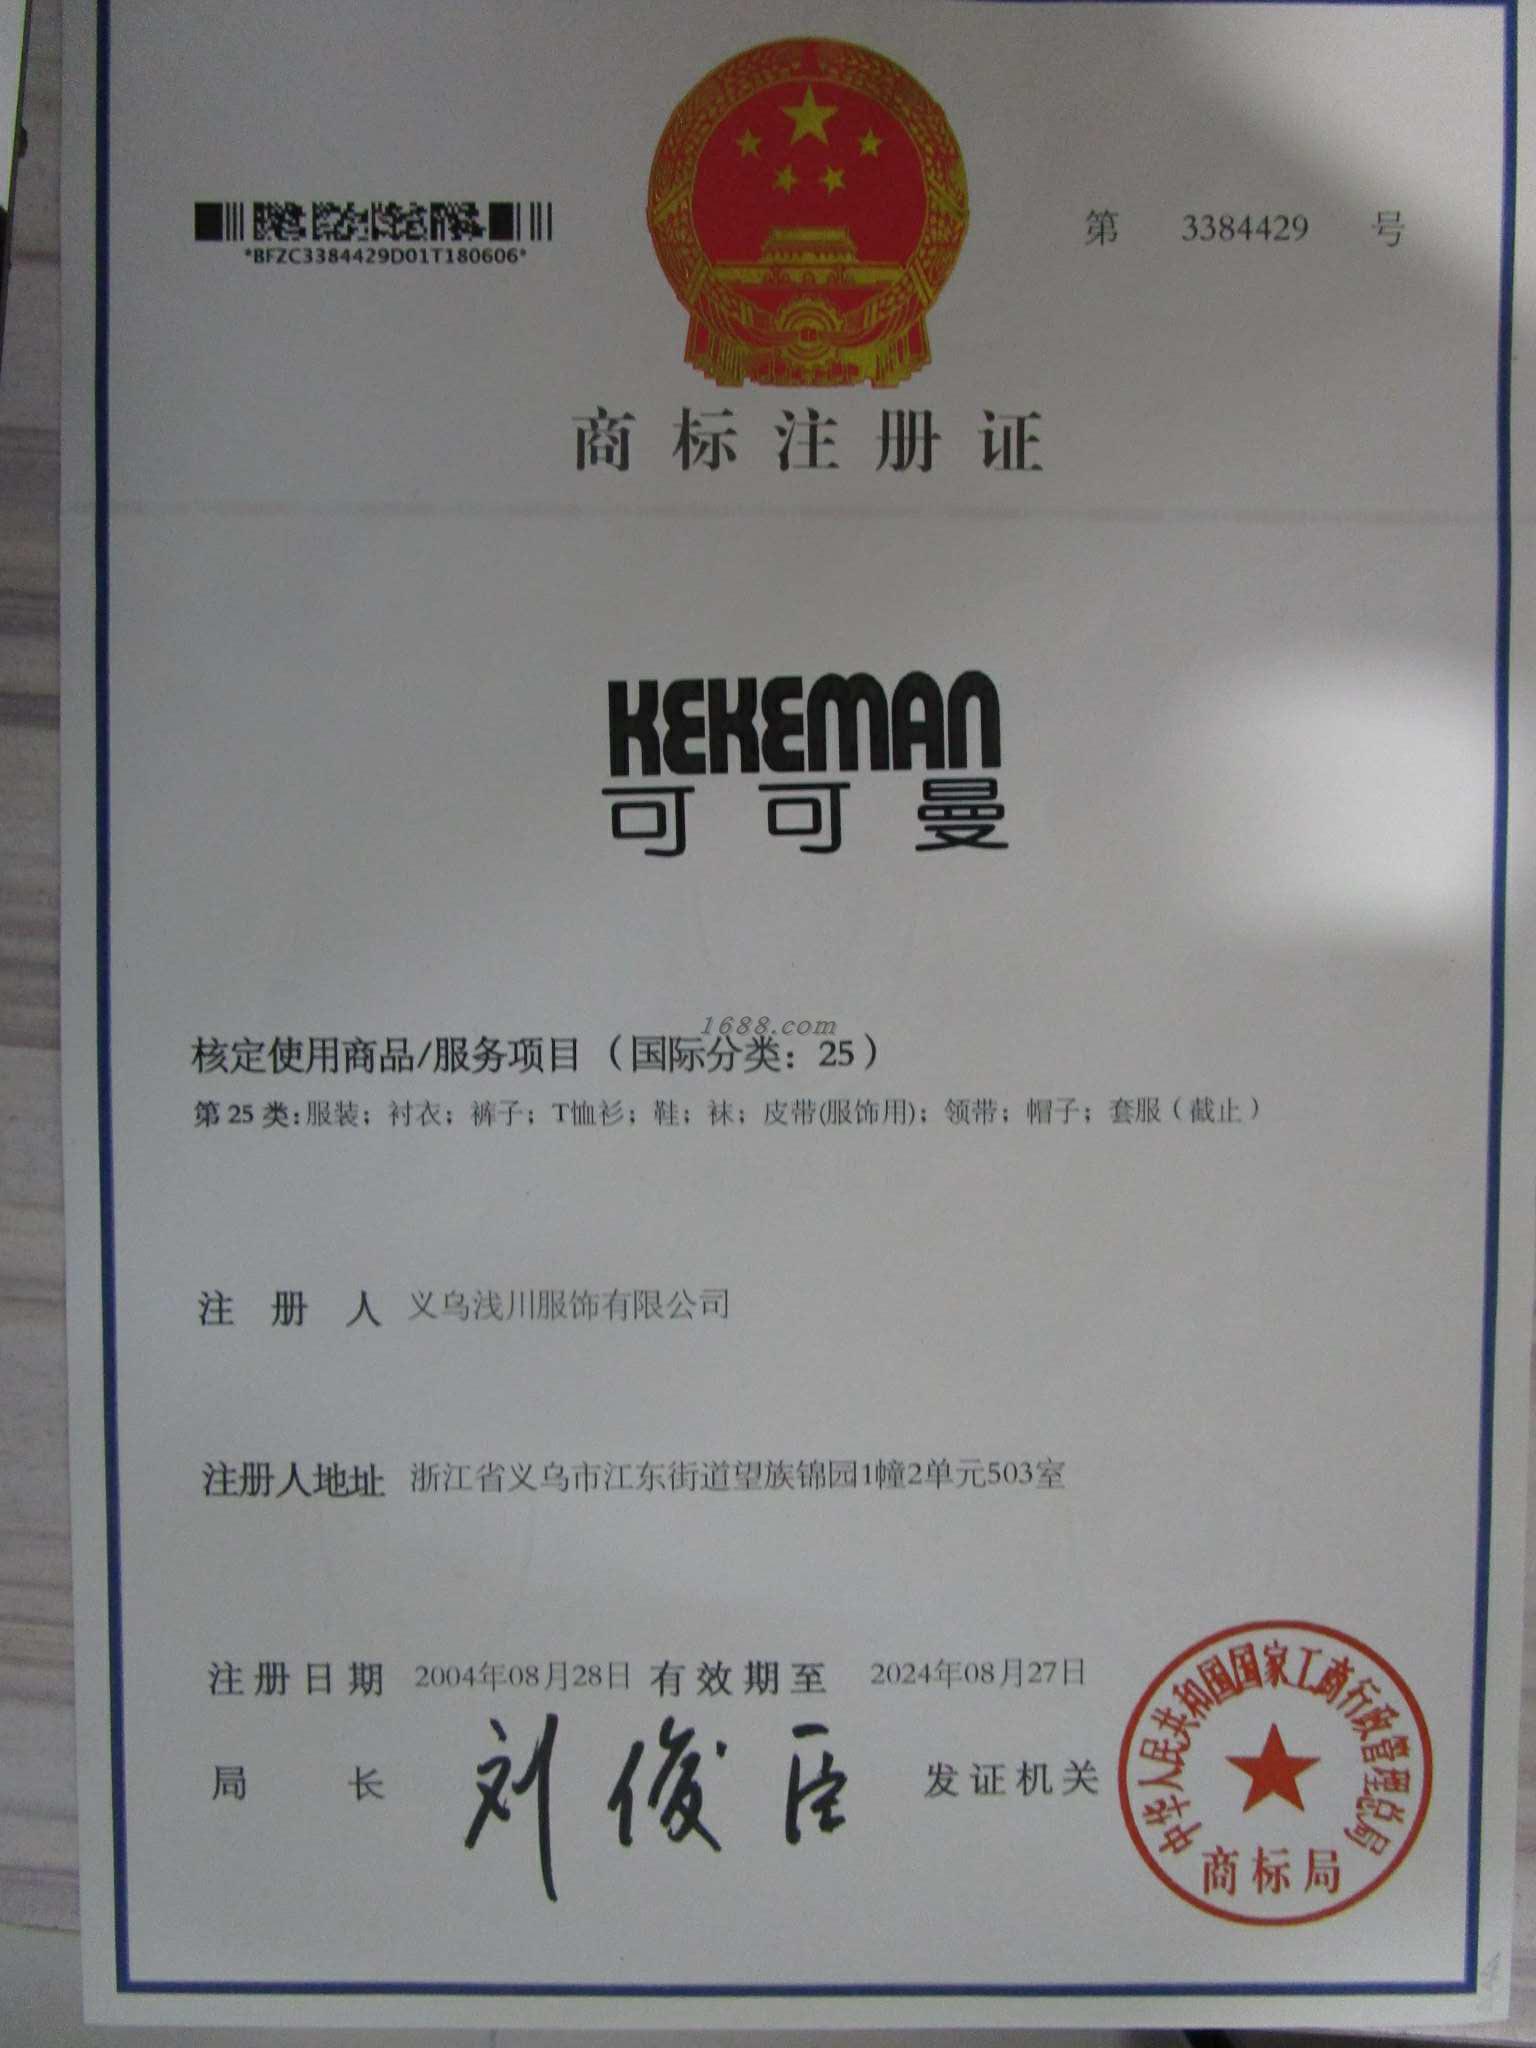 *BFZC3384429D01T180606*
第 3384429 号
商标注册证
KEKEMAN
可可曼
1688.com
核定使用商品/服务项目（国际分类：25）
第 25 类：服装；衬衣；裤子；T恤衫；鞋；袜；皮带(服饰用)；领带；帽子；套服（截止）
注册人 义乌浅川服饰有限公司
注册人地址 浙江省义乌市江东街道望族锦园1幢2单元503室
注册日期 2004年08月28日 有效期至 2024年08月27日
局长 刘俊臣 发证机关
中华人民共和国国家工商行政管理总局
商标局